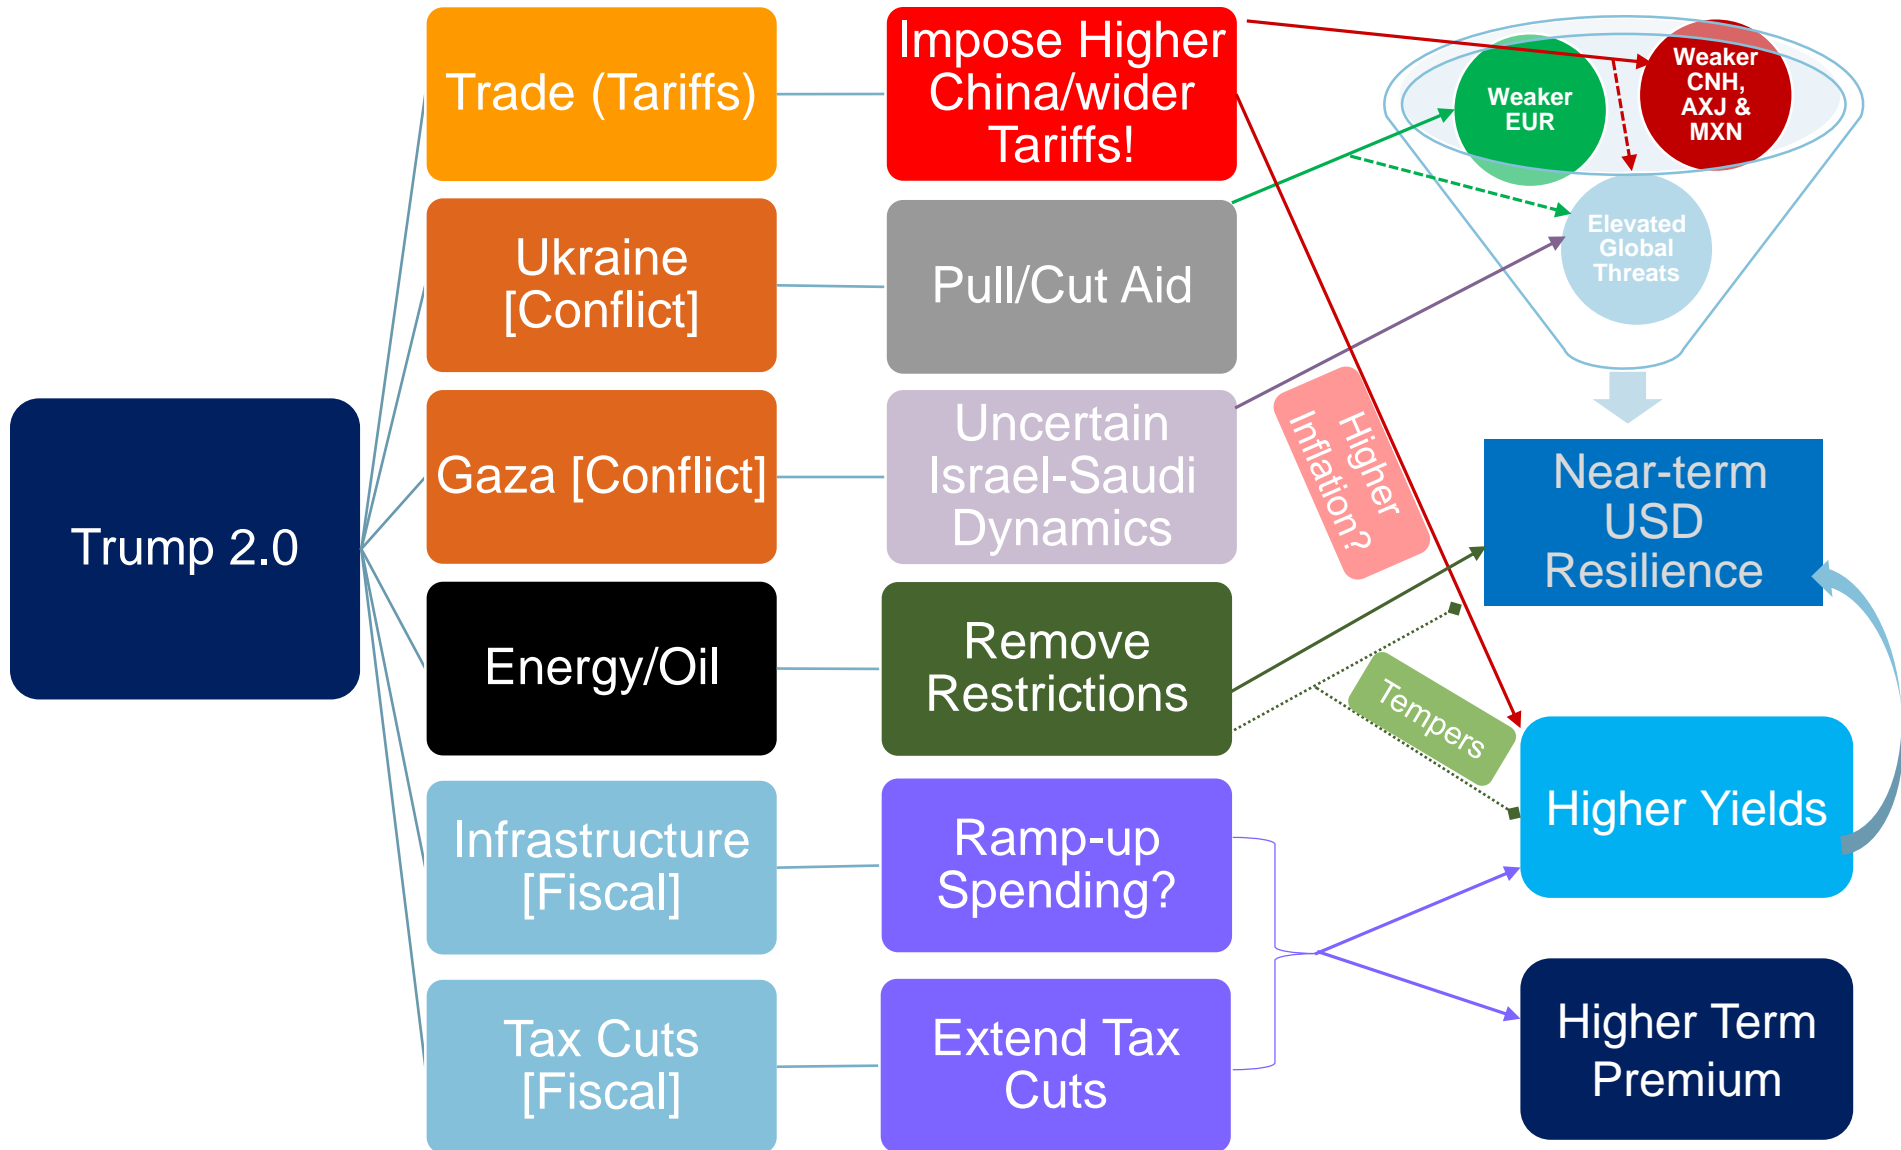 Trump 2.0
Trade (Tariffs)
Ukraine
[Conflict]
Gaza [Conflict]
Energy/Oil
Infrastructure
[Fiscal]
Tax Cuts
[Fiscal]
Impose Higher
China/wider
Tariffs!
Pull/Cut Aid
Uncertain
Israel-Saudi
Dynamics
Remove
Restrictions
Ramp-up
Spending?
Extend Tax
Cuts
Higher
Inflation?
Tempers
Weaker
EUR
Weaker
CNH,
AXJ &
MXN
Elevated
Global
Threats
Near-term
USD
Resilience
Higher Yields
Higher Term
Premium